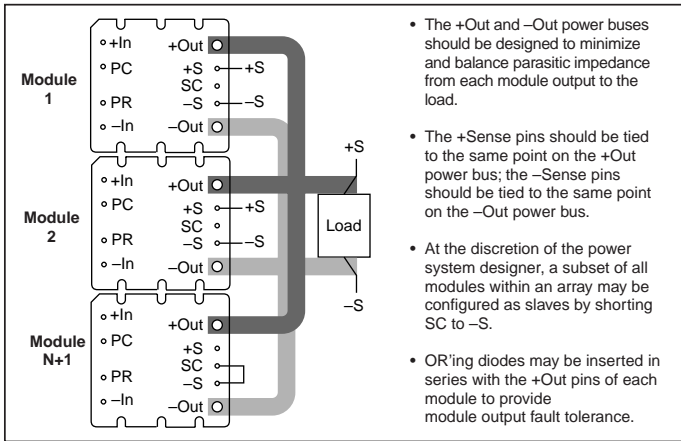 +In +Out
Module 1
PC +S +S
SC
PR –S –S
–In –Out
+In +Out
Module 2
PC +S +S
SC
PR –S –S
–In –Out
+In +Out
Module N+1
PC +S
SC
PR –S
–In –Out
+S
Load
–S
• The +Out and –Out power buses
should be designed to minimize
and balance parasitic impedance
from each module output to the
load.
• The +Sense pins should be tied
to the same point on the +Out
power bus; the –Sense pins
should be tied to the same point
on the –Out power bus.
• At the discretion of the power
system designer, a subset of all
modules within an array may be
configured as slaves by shorting
SC to –S.
• OR'ing diodes may be inserted in
series with the +Out pins of each
module to provide
module output fault tolerance.